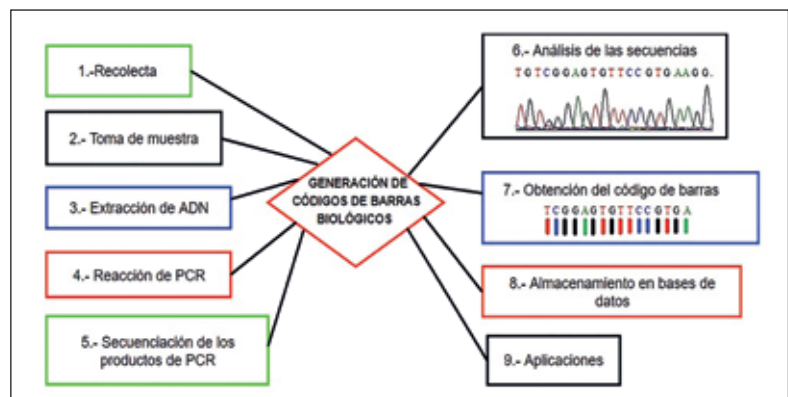 1.-Recolecta
2.- Toma de muestra
3.- Extracción de ADN
4.- Reacción de PCR
5.- Secuenciación de los
productos de PCR
GENERACIÓN DE
CÓDIGOS DE BARRAS
BIOLÓGICOS
6.- Análisis de las secuencias
TGTCGGAGTGTTCCGTGAAGG.
7.- Obtención del código de barras
TCGGAGTGTTCCGTGA
8.- Almacenamiento en bases de
datos
9.- Aplicaciones